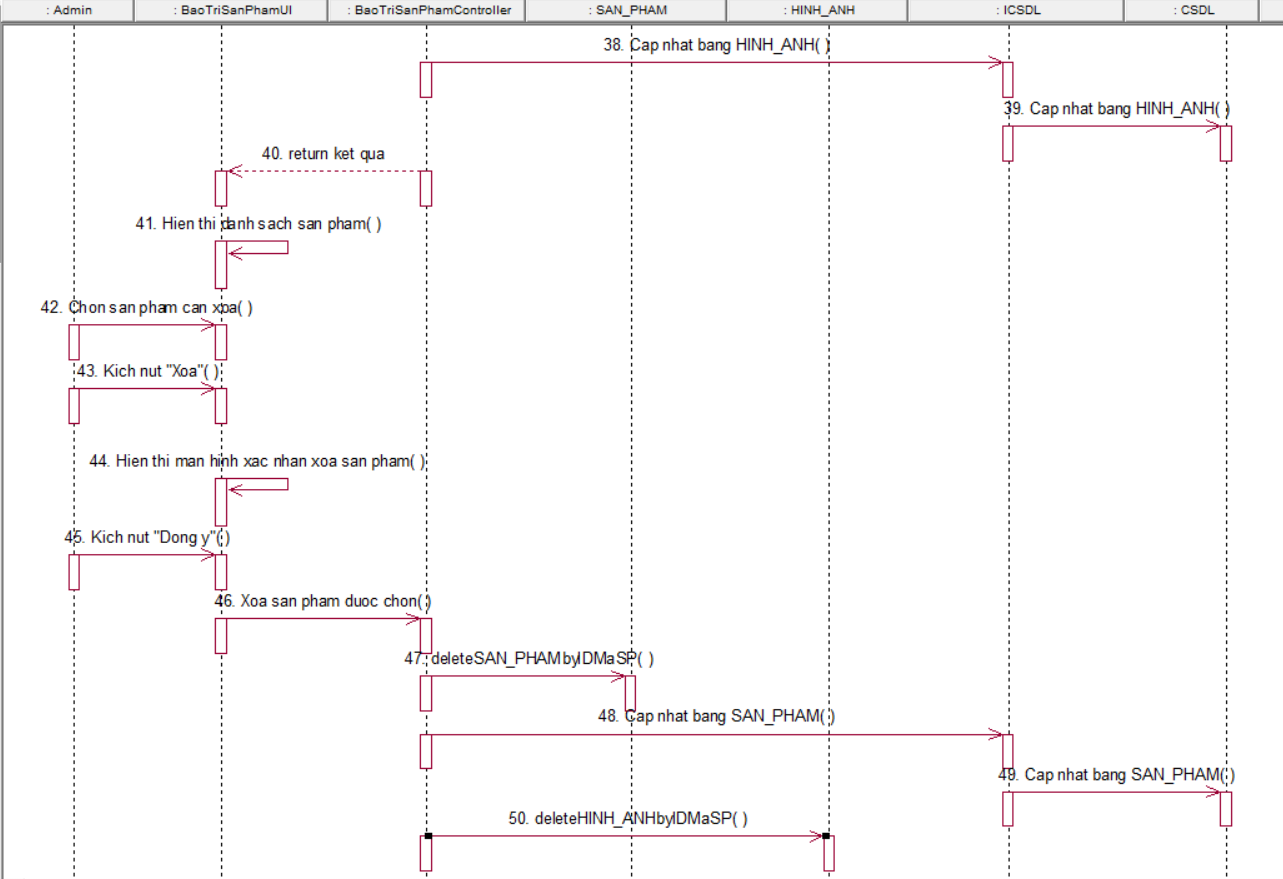 : Admin
: BaoTriSanPhamUI
: BaoTriSanPhamController
: SAN_PHAM
: HINH_ANH
: ICSDL
: CSDL
38. Cap nhat bang HINH_ANH( )
39. Cap nhat bang HINH_ANH( )
40. return ket qua
41. Hien thi danh sach san pham( )
42. Chon san pham can xoa( )
43. Kich nut "Xoa"( )
44. Hien thi man hinh xac nhan xoa san pham( )
45. Kich nut "Dong y"( )
46. Xoa san pham duoc chon( )
47. deleteSAN_PHAMbyIDMaSP( )
48. Cap nhat bang SAN_PHAM( )
49. Cap nhat bang SAN_PHAM( )
50. deleteHINH_ANHbyIDMaSP( )